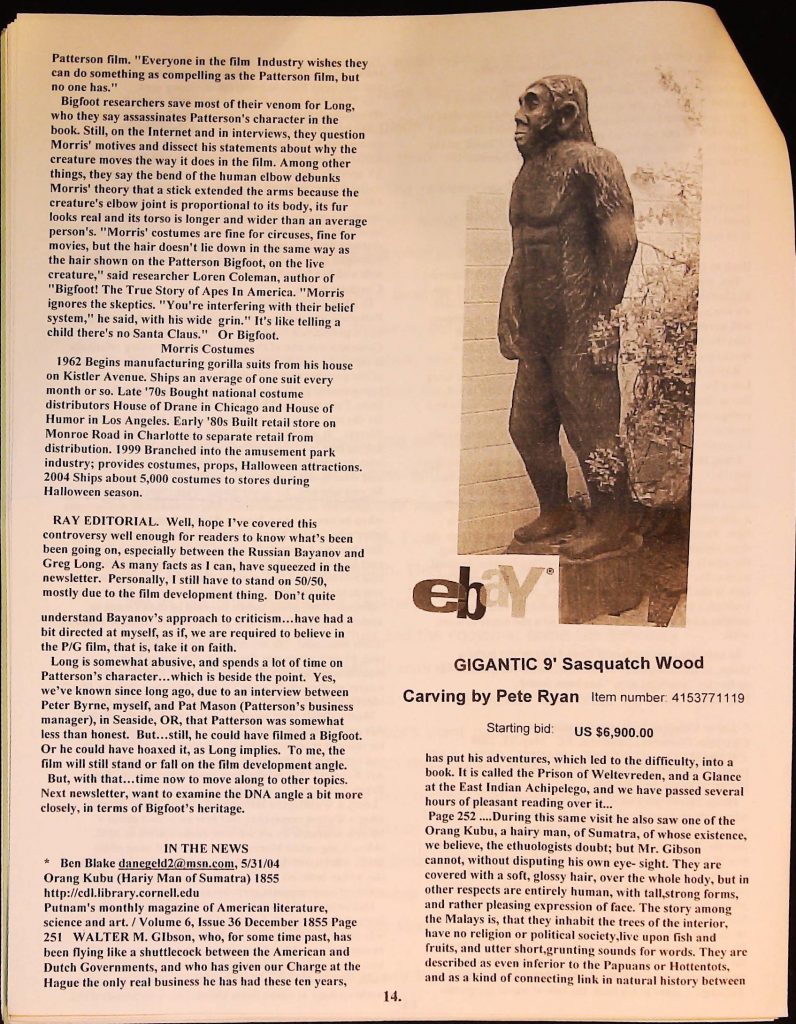 Patterson film. "Everyone in the film Industry wishes they
can do something as compelling as the Patterson film, but
no one has."
Bigfoot researchers save most of their venom for Long,
who they say assassinates Patterson's character in the
book. Still, on the Internet and in interviews, they question
Morris' motives and dissect his statements about why the
creature moves the way it does in the film. Among other
things, they say the bend of the human elbow debunks
Morris' theory that a stick extended the arms because the
creature's elbow joint is proportional to its body, its fur
looks real and its torso is longer and wider than an average
person's. "Morris' costumes are fine for circuses, fine for
movies, but the hair doesn't lie down in the same way as
the hair shown on the Patterson Bigfoot, on the live
creature," said researcher Loren Coleman, author of
"Bigfoot! The True Story of Apes In America. "Morris
ignores the skeptics. "You're interfering with their belief
system," he said, with his wide grin." It's like telling a
child there's no Santa Claus." Or Bigfoot.
Morris Costumes
1962 Begins manufacturing gorilla suits from his house
on Kistler Avenue. Ships an average of one suit every
month or so. Late '70s Bought national costume
distributors House of Drane in Chicago and House of
Humor in Los Angeles. Early '80s Built retail store on
Monroe Road in Charlotte to separate retail from
distribution. 1999 Branched into the amusement park
industry; provides costumes, props, Halloween attractions.
2004 Ships about 5,000 costumes to stores during
Halloween season.
RAY EDITORIAL. Well, hope I've covered this
controversy well enough for readers to know what's been
been going on, especially between the Russian Bayanov and
Greg Long. As many facts as I can, have squeezed in the
newsletter. Personally, I still have to stand on 50/50,
mostly due to the film development thing. Don't quite
understand Bayanov's approach to criticism...have had a
bit directed at myself, as if, we are required to believe in
the P/G film, that is, take it on faith.
Long is somewhat abusive, and spends a lot of time on
Patterson's character...which is beside the point. Yes,
we've known since long ago, due to an interview between
Peter Byrne, myself, and Pat Mason (Patterson's business
manager), in Seaside, OR, that Patterson was somewhat
less than honest. But...still, he could have filmed a Bigfoot.
Or he could have hoaxed it, as Long implies. To me, the
film will still stand or fall on the film development angle.
But, with that...time now to move along to other topics.
Next newsletter, want to examine the DNA angle a bit more
closely, in terms of Bigfoot's heritage.
IN THE NEWS
* Ben Blake danegeld2@msn.com, 5/31/04
Orang Kubu (Hariy Man of Sumatra) 1855
http://cdl.library.cornell.edu
Putnam's monthly magazine of American literature,
science and art. / Volume 6, Issue 36 December 1855 Page
251 WALTER M. GIbson, who, for some time past, has
been flying like a shuttlecock between the American and
Dutch Governments, and who has given our Charge at the
Hague the only real business he has had these ten years,
ebaY®
GIGANTIC 9' Sasquatch Wood
Carving by Pete Ryan Item number: 4153771119
Starting bid: US $6,900.00
has put his adventures, which led to the difficulty, into a
book. It is called the Prison of Weltevreden, and a Glance
at the East Indian Achipelego, and we have passed several
hours of pleasant reading over it...
Page 252 ....During this same visit he also saw one of the
Orang Kubu, a hairy man, of Sumatra, of whose existence,
we believe, the ethuologists doubt; but Mr. Gibson
cannot, without disputing his own eye- sight. They are
covered with a soft, glossy hair, over the whole body, but in
other respects are entirely human, with tall,strong forms,
and rather pleasing expression of face. The story among
the Malays is, that they inhabit the trees of the interior,
have no religion or political society,live upon fish and
fruits, and utter short,grunting sounds for words. They are
described as even inferior to the Papuans or Hottentots,
and as a kind of connecting link in natural history between
14.